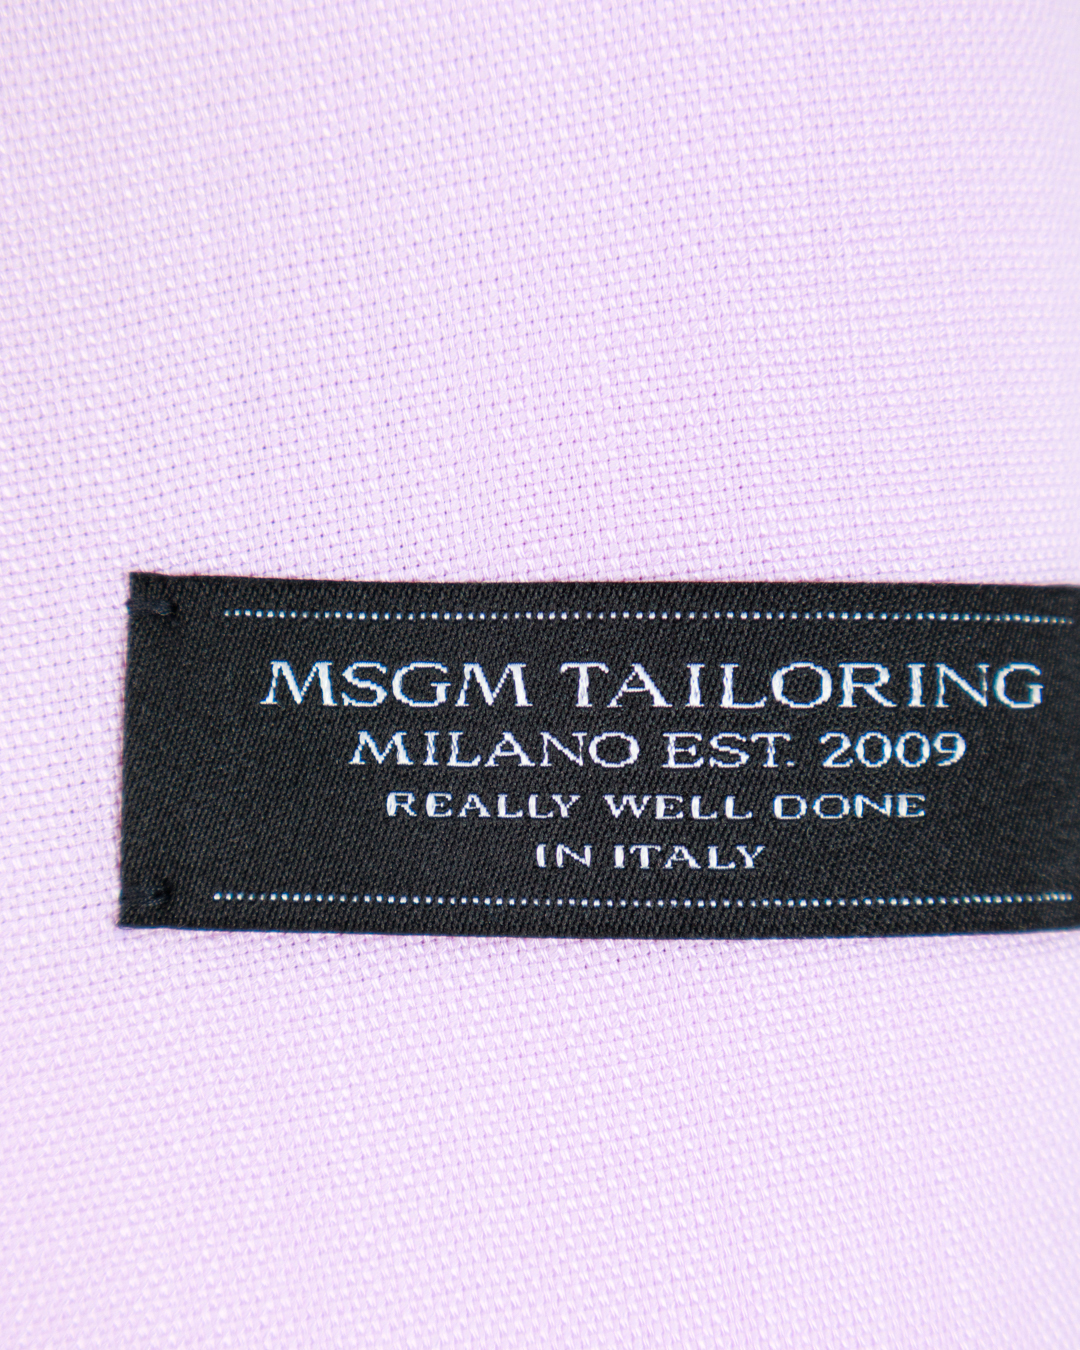 MSGM TAILORING
MILANO EST. 2009
REALLY WELL DONE
IN ITALY